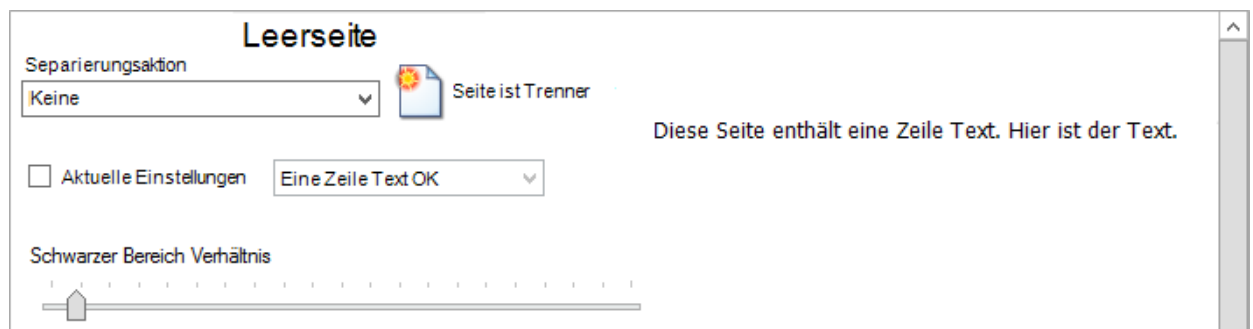 Leerseite
Separierungsaktion
Keine
Seite ist Trenner
Diese Seite enthält eine Zeile Text. Hier ist der Text.
Aktuelle Einstellungen
Eine Zeile Text OK
Schwarzer Bereich Verhältnis